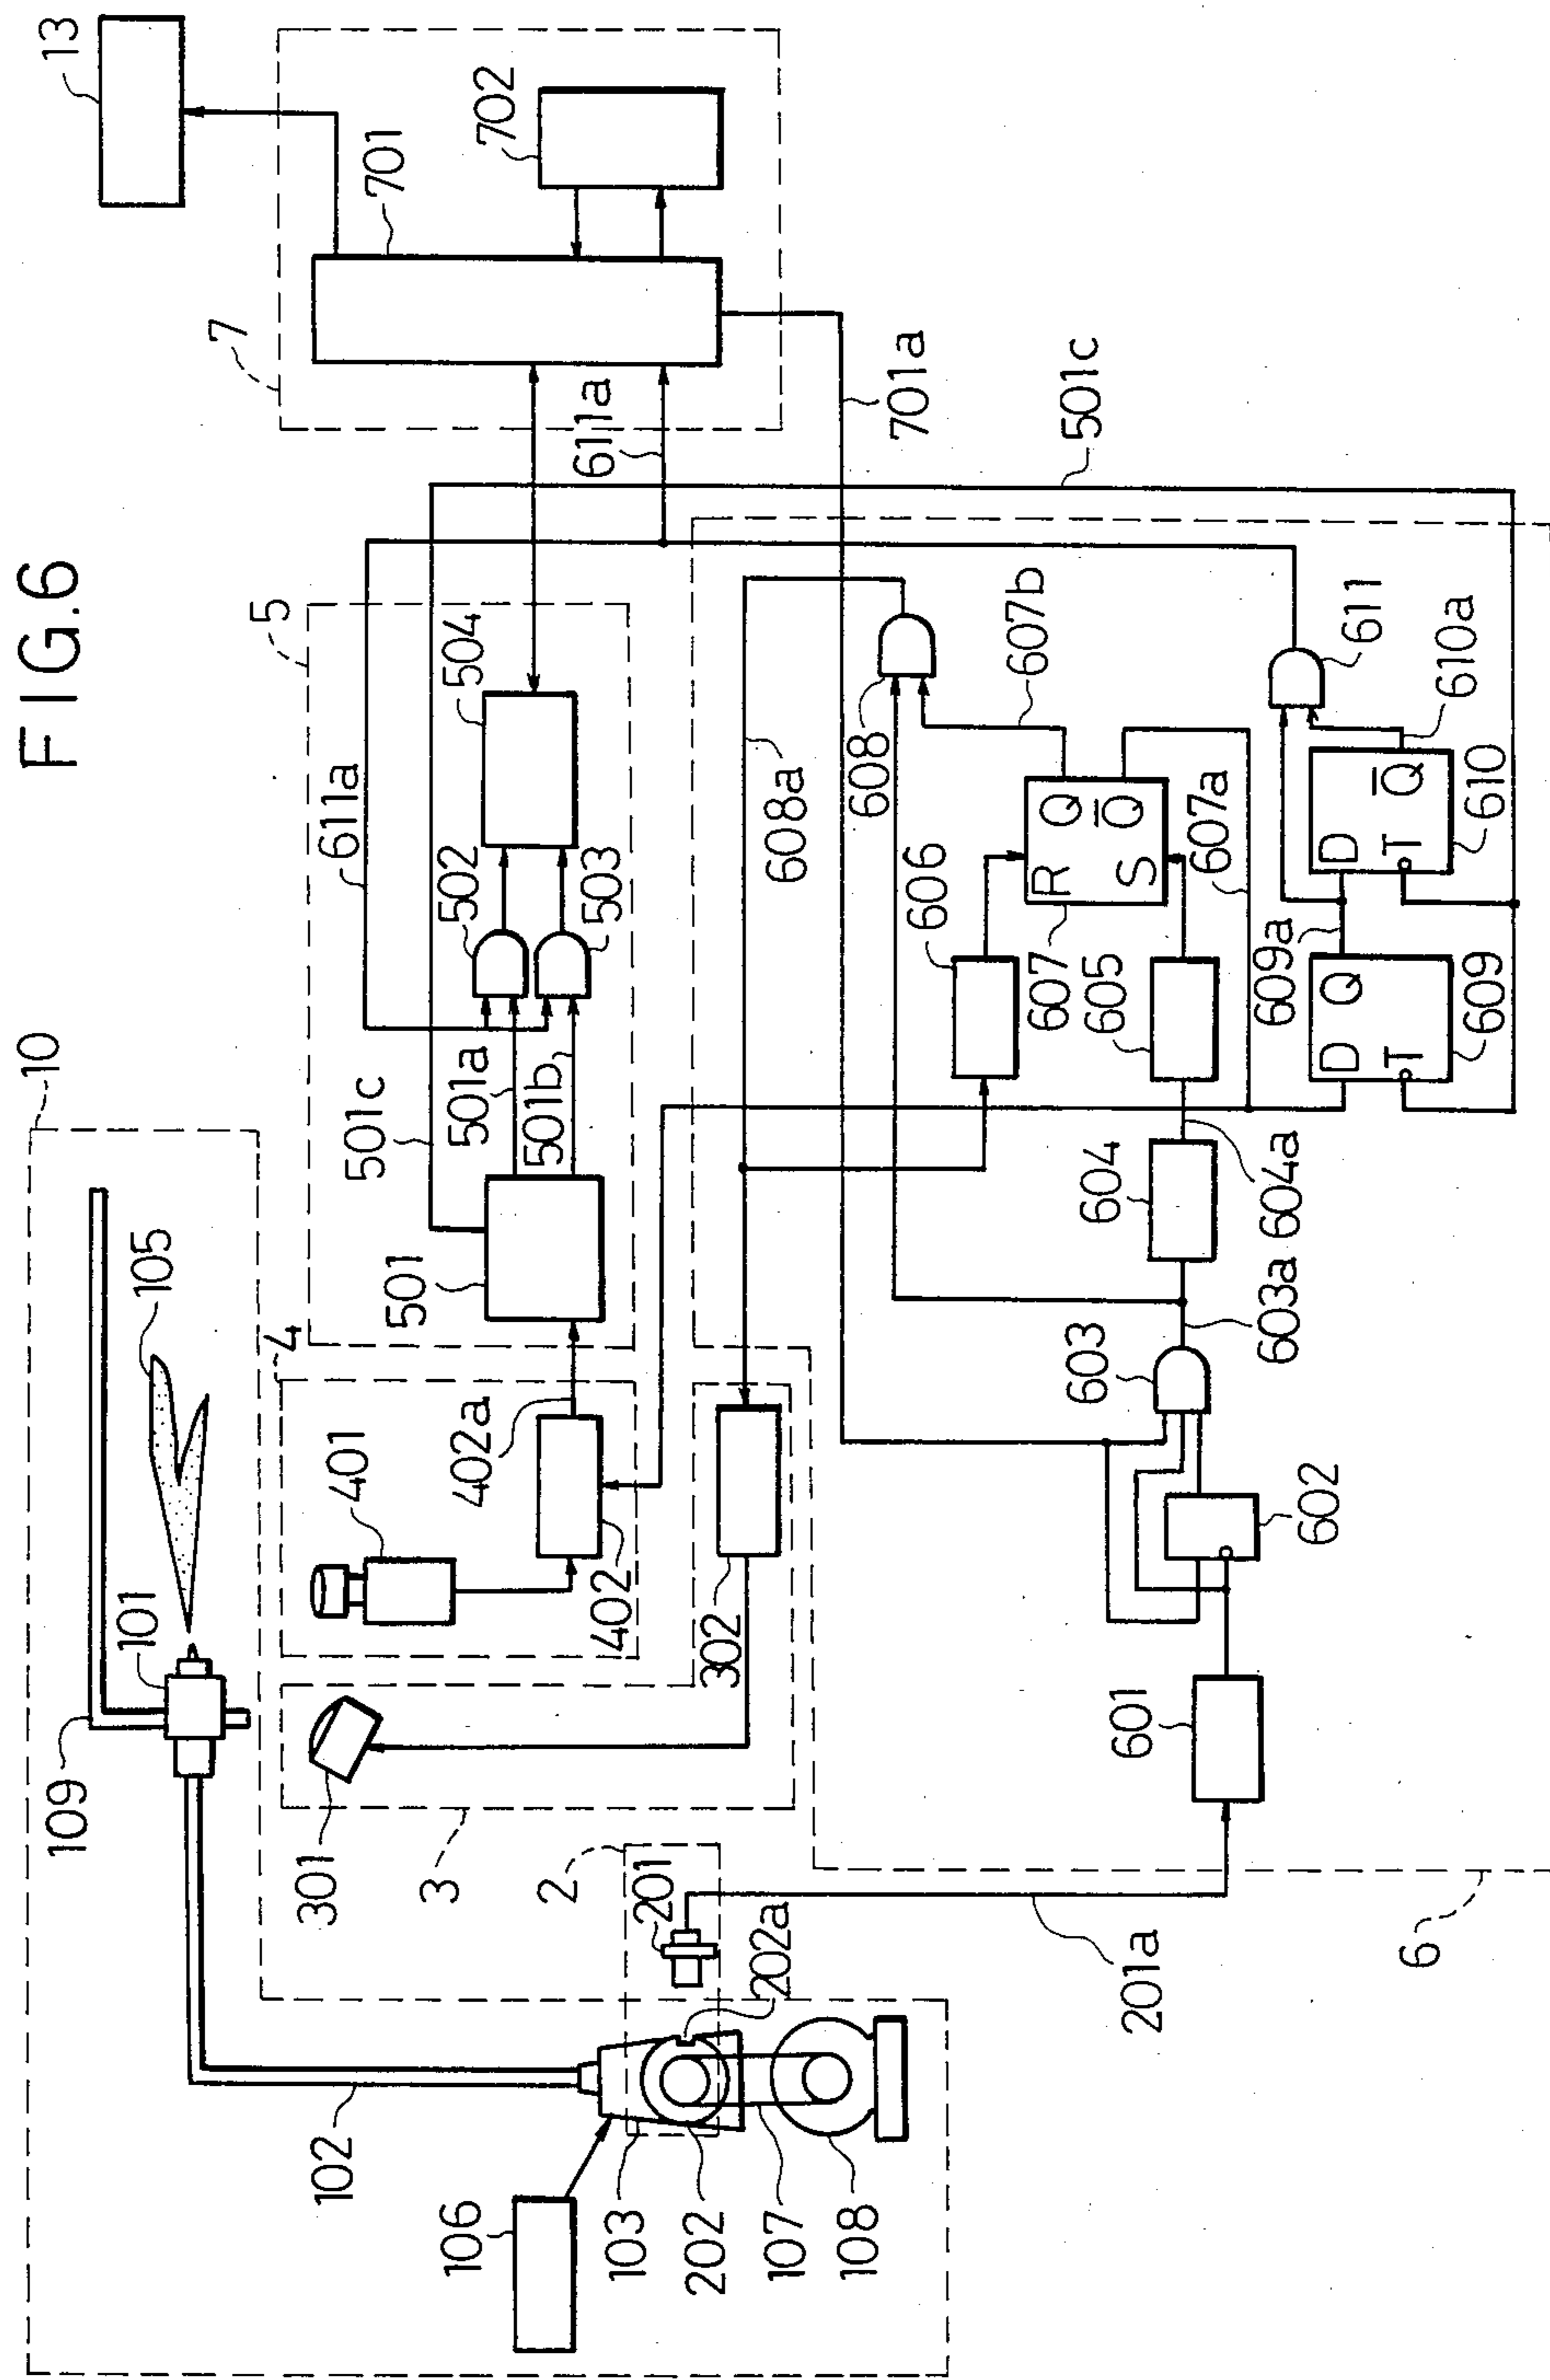 FIG.6
10
109
101
105
102
106
103
202
107
108
2
201
202a
201a
3
301
302
4
401
402
402a
5
501
501a
501b
501c
611a
502
503
504
7
701
702
13
611a
701a
501c
6
601
602
603
603a
604
604a
605
606
607
R
Q
S
Q̅
607a
607b
608
608a
609
D
Q
T
609a
610
D
T
Q̅
610a
611